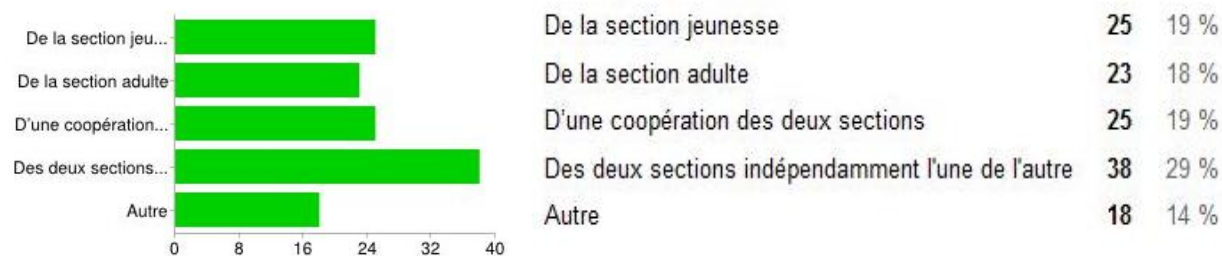 De la section jeu...
De la section adulte
D'une coopération...
Des deux sections...
Autre
0 8 16 24 32 40
De la section jeunesse 25 19 %
De la section adulte 23 18 %
D'une coopération des deux sections 25 19 %
Des deux sections indépendamment l'une de l'autre 38 29 %
Autre 18 14 %